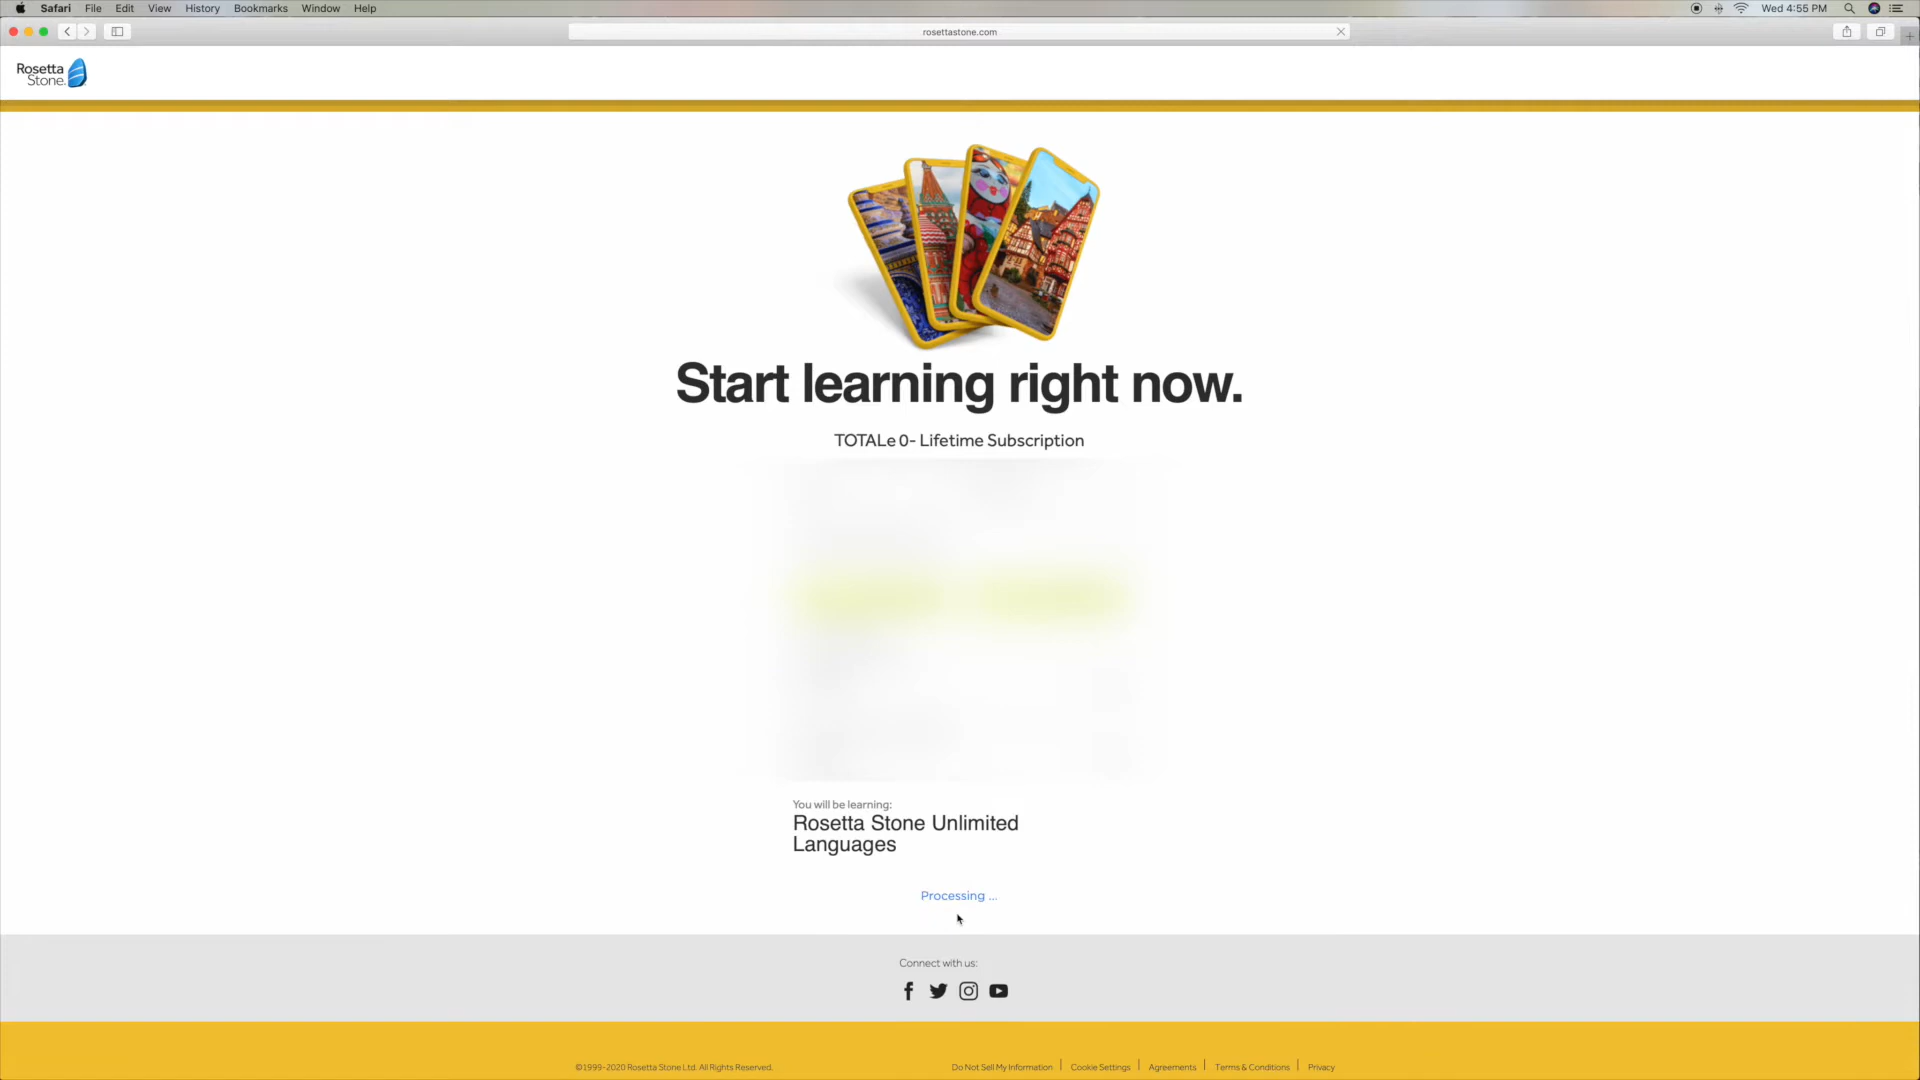 Safari File Edit View History Bookmarks Window Help Wed 4:55 PM
rosettastone.com
Rosetta
Stone.
Start learning right now.
TOTALe 0- Lifetime Subscription
You will be learning:
Rosetta Stone Unlimited
Languages
Processing ...
Connect with us:
©1999-2020 Rosetta Stone Ltd. All Rights Reserved. Do Not Sell My Information Cookie Settings Agreements Terms & Conditions Privacy